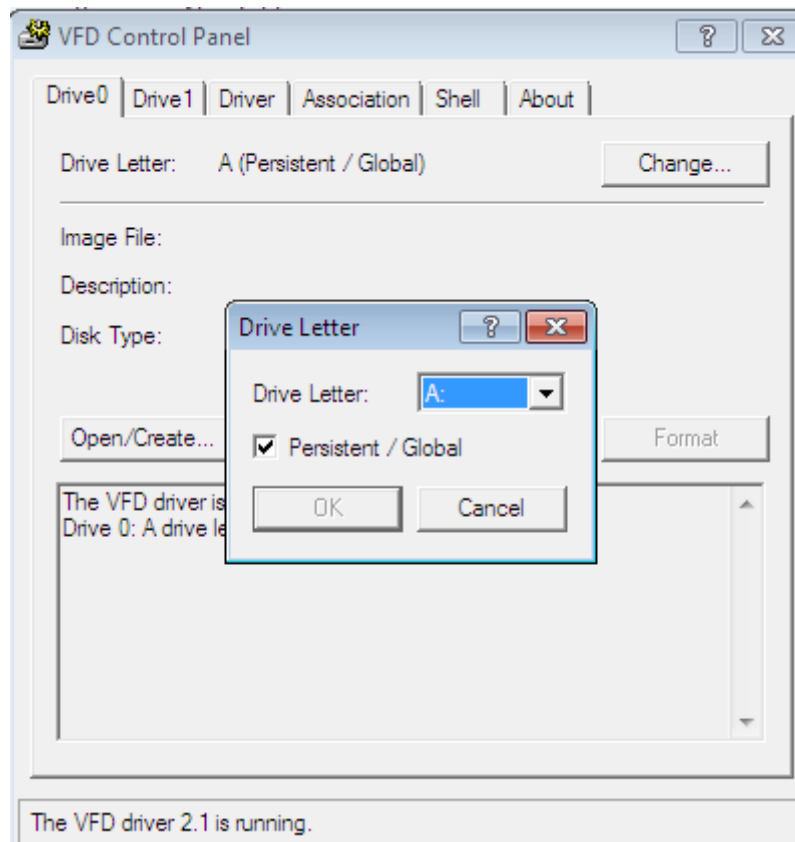 VFD Control Panel
Drive0 Drive1 Driver Association Shell About
Drive Letter: A (Persistent / Global) Change...
Image File:
Description:
Disk Type:
Drive Letter
Drive Letter: A:
Persistent / Global
OK Cancel
Open/Create... Format
The VFD driver is
Drive 0: A drive
The VFD driver 2.1 is running.